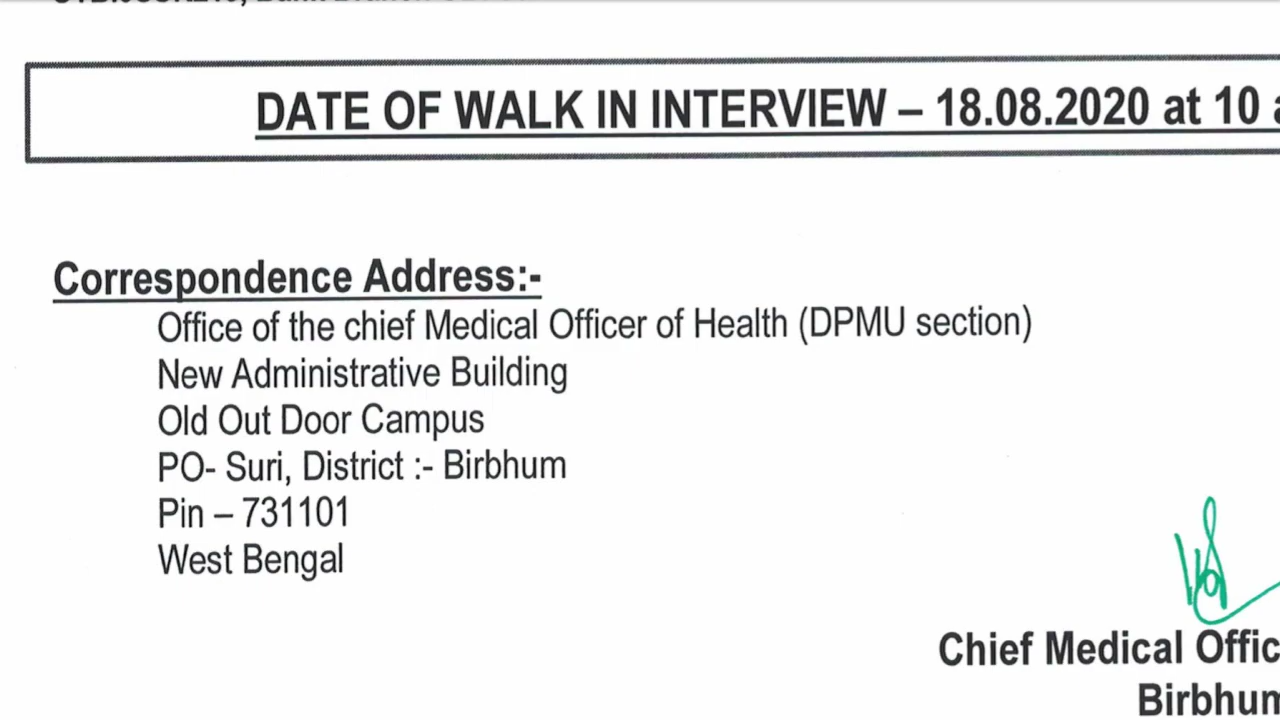 DATE OF WALK IN INTERVIEW – 18.08.2020 at 10
Correspondence Address:-
Office of the chief Medical Officer of Health (DPMU section)
New Administrative Building
Old Out Door Campus
PO- Suri, District :- Birbhum
Pin – 731101
West Bengal
Chief Medical Offic
Birbhum